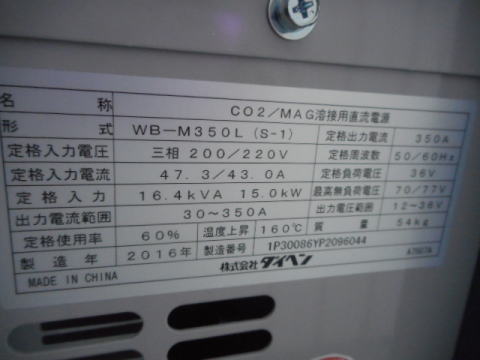 名称 CO2/MAG溶接用直流電源
形式 WB-M350L (S-1) 定格出力電流 350A
定格入力電圧 三相 200/220V 定格周波数 50/60Hz
定格入力電流 47.3/43.0A 定格負荷電圧 36V
定格入力 16.4kVA 15.0kW 最高無負荷電圧 70/77V
出力電流範囲 30~350A 出力電圧範囲 12~36V
定格使用率 60% 温度上昇 160℃ 質量 54kg
製造年 2016年 製造番号 1P30086YP2096044
MADE IN CHINA 株式会社 ダイヘン